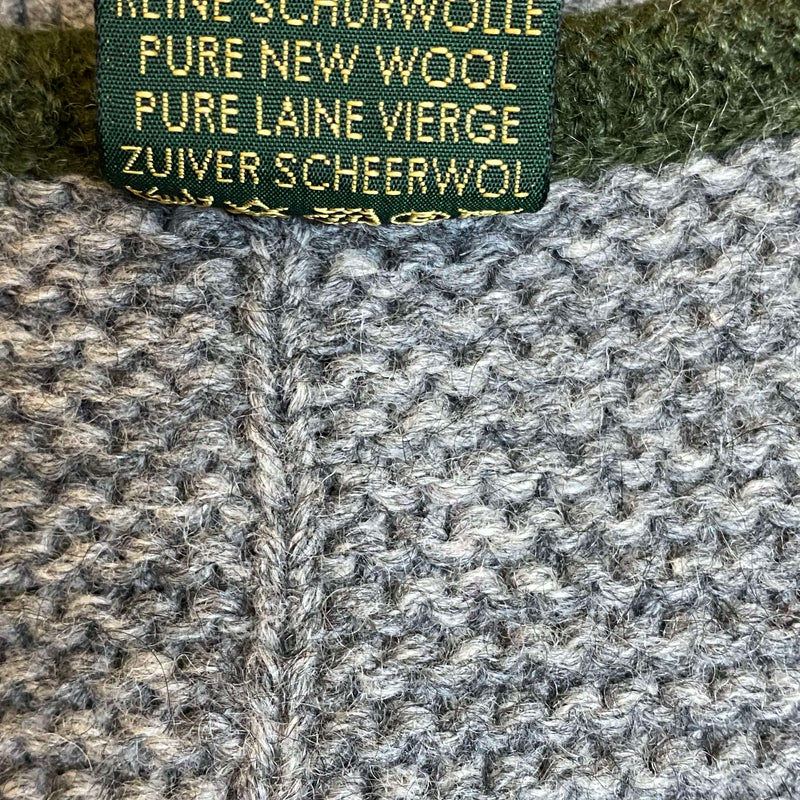 REINE SCHURWOLLE
PURE NEW WOOL
PURE LAINE VIERGE
ZUIVER SCHEERWOL